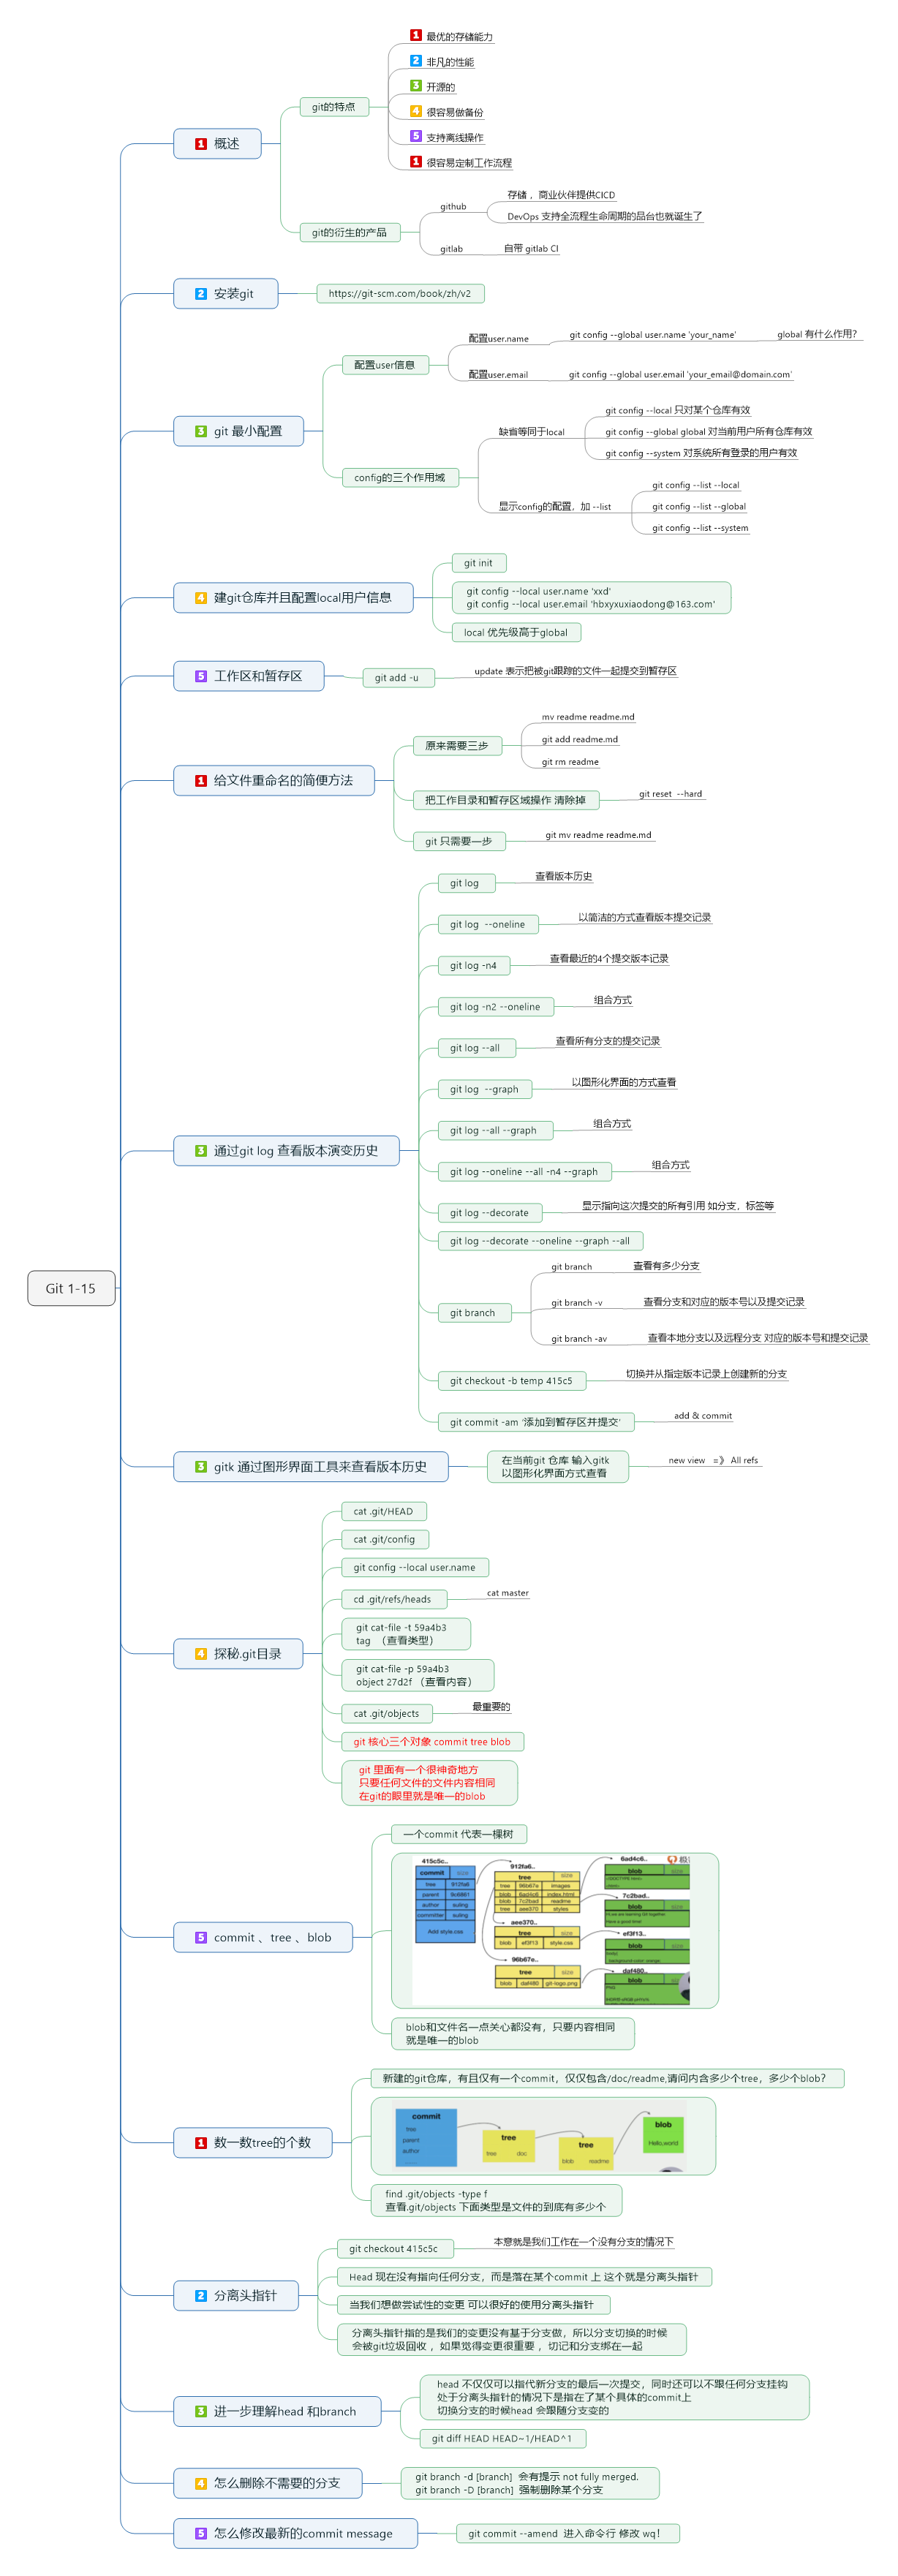 Git 1-15
1 概述
git的特点
1 最优的存储能力
2 非凡的性能
3 开源的
4 很容易做备份
5 支持离线操作
1 很容易定制工作流程
git的衍生的产品
github
存储 ，商业伙伴提供CICD
DevOps 支持全流程生命周期的品台也就诞生了
gitlab
自带 gitlab CI
2 安装git
https://git-scm.com/book/zh/v2
3 git 最小配置
配置user信息
配置user.name
git config --global user.name 'your_name'
global 有什么作用?
配置user.email
git config --global user.email 'your_email@domain.com'
config的三个作用域
缺省等同于local
git config --local 只对某个仓库有效
git config --global global 对当前用户所有仓库有效
git config --system 对系统所有登录的用户有效
显示config的配置，加 --list
git config --list --local
git config --list --global
git config --list --system
4 建git仓库并且配置local用户信息
git init
git config --local user.name 'xxd'
git config --local user.email 'hbxyxuxiaodong@163.com'
local 优先级高于global
5 工作区和暂存区
git add -u
update 表示把被git跟踪的文件一起提交到暂存区
1 给文件重命名的简便方法
原来需要三步
mv readme readme.md
git add readme.md
git rm readme
把工作目录和暂存区域操作 清除掉
git reset --hard
git 只需要一步
git mv readme readme.md
3 通过git log 查看版本演变历史
git log
查看版本历史
git log --oneline
以简洁的方式查看版本提交记录
git log -n4
查看最近的4个提交版本记录
git log -n2 --oneline
组合方式
git log --all
查看所有分支的提交记录
git log --graph
以图形化界面的方式查看
git log --all --graph
组合方式
git log --oneline --all -n4 --graph
组合方式
git log --decorate
显示指向这次提交的所有引用 如分支，标签等
git log --decorate --oneline --graph --all
git branch
git branch
查看有多少分支
git branch -v
查看分支和对应的版本号以及提交记录
git branch -av
查看本地分支以及远程分支 对应的版本号和提交记录
git checkout -b temp 415c5
切换并从指定版本记录上创建新的分支
git commit -am '添加到暂存区并提交'
add & commit
3 gitk 通过图形界面工具来查看版本历史
在当前git 仓库 输入gitk
以图形化界面方式查看
new view =》 All refs
4 探秘.git目录
cat .git/HEAD
cat .git/config
git config --local user.name
cd .git/refs/heads
cat master
git cat-file -t 59a4b3
tag （查看类型）
git cat-file -p 59a4b3
object 27d2f （查看内容）
cat .git/objects
最重要的
git 核心三个对象 commit tree blob
git 里面有一个很神奇地方
只要任何文件的文件内容相同
在git的眼里就是唯一的blob
5 commit 、tree 、blob
一个commit 代表一棵树
415c5c..
commit size
tree 912fa6
parent 9c6861
author suling
committer suling
Add style.css
912fa6..
tree size
tree 96b67e images
blob 6ad4c6 index.html
blob 7c2bad readme
tree aee370 styles
aee370..
tree size
blob ef3f13 style.css
96b67e..
tree size
blob daf480 git-logo.png
6ad4c6..
blob size
7c2bad..
blob size
ef3f13..
blob size
daf480..
blob size
blob和文件名一点关心都没有，只要内容相同
就是唯一的blob
1 数一数tree的个数
新建的git仓库，有且仅有一个commit，仅仅包含/doc/readme,请问内含多少个tree，多少个blob?
commit
tree
parent
author
tree
tree doc
tree
blob readme
blob
Hello,world
find .git/objects -type f
查看.git/objects 下面类型是文件的到底有多少个
2 分离头指针
git checkout 415c5c
本意就是我们工作在一个没有分支的情况下
Head 现在没有指向任何分支，而是落在某个commit 上 这个就是分离头指针
当我们想做尝试性的变更 可以很好的使用分离头指针
分离头指针指的是我们的变更没有基于分支做，所以分支切换的时候
会被git垃圾回收 ，如果觉得变更很重要 ，切记和分支绑在一起
3 进一步理解head 和branch
head 不仅仅可以指代新分支的最后一次提交，同时还可以不跟任何分支挂钩
处于分离头指针的情况下是指在了某个具体的commit上
切换分支的时候head 会跟随分支变的
git diff HEAD HEAD~1/HEAD^1
4 怎么删除不需要的分支
git branch -d [branch] 会有提示 not fully merged.
git branch -D [branch] 强制删除某个分支
5 怎么修改最新的commit message
git commit --amend 进入命令行 修改 wq！